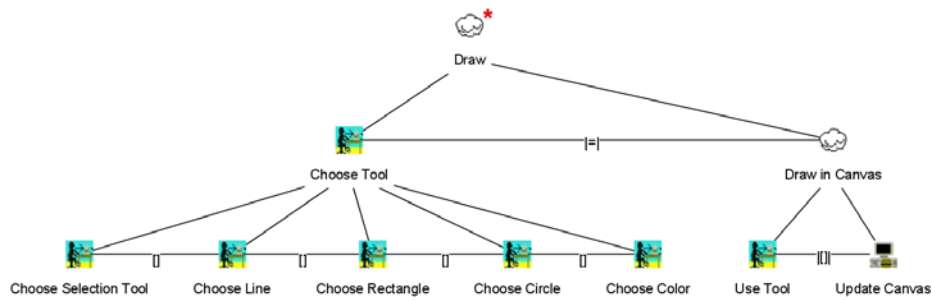 *
Draw
|=|
Choose Tool
Draw in Canvas
[] [] [] [] |[]|
Choose Selection Tool Choose Line Choose Rectangle Choose Circle Choose Color Use Tool Update Canvas